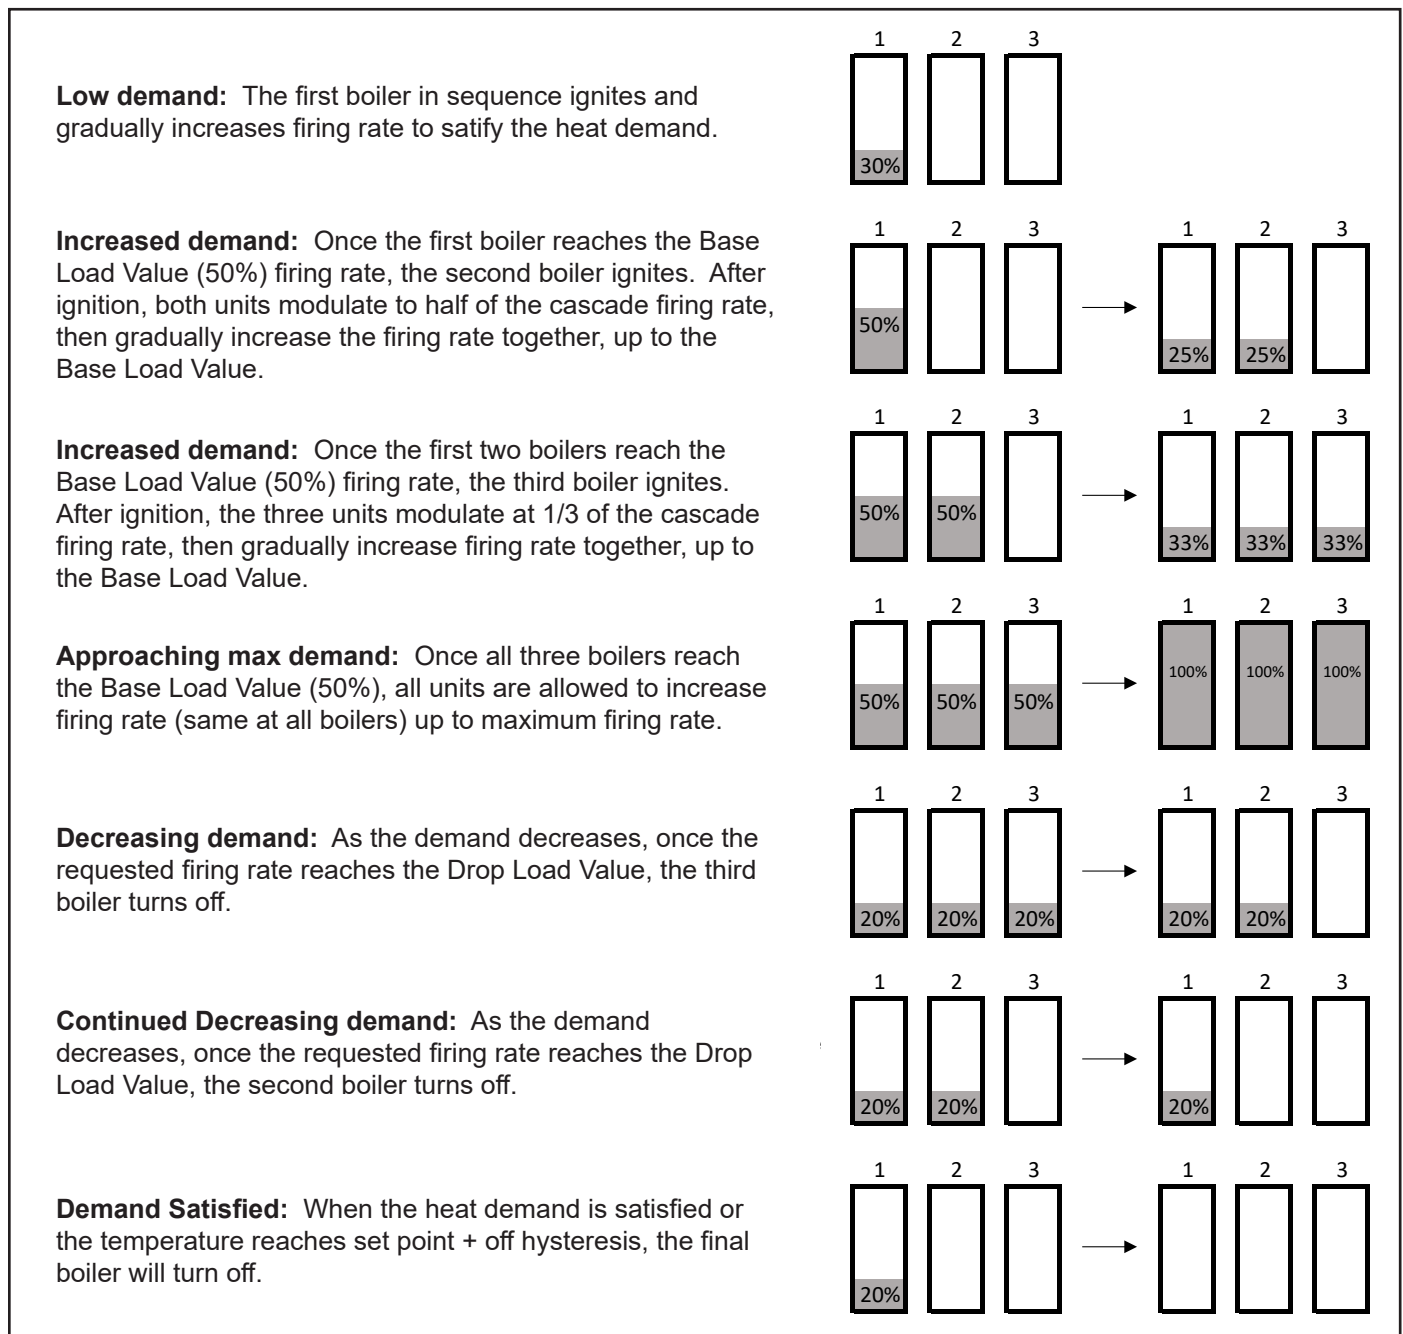 1 2 3
Low demand: The first boiler in sequence ignites and
gradually increases firing rate to satify the heat demand.
30%
Increased demand: Once the first boiler reaches the Base
Load Value (50%) firing rate, the second boiler ignites. After
ignition, both units modulate to half of the cascade firing rate,
then gradually increase the firing rate together, up to the
Base Load Value.
1 2 3 1 2 3
50% 25% 25%
Increased demand: Once the first two boilers reach the
Base Load Value (50%) firing rate, the third boiler ignites.
After ignition, the three units modulate at 1/3 of the cascade
firing rate, then gradually increase firing rate together, up to
the Base Load Value.
1 2 3 1 2 3
50% 50% 33% 33% 33%
Approaching max demand: Once all three boilers reach
the Base Load Value (50%), all units are allowed to increase
firing rate (same at all boilers) up to maximum firing rate.
1 2 3 1 2 3
50% 50% 50% 100% 100% 100%
Decreasing demand: As the demand decreases, once the
requested firing rate reaches the Drop Load Value, the third
boiler turns off.
1 2 3 1 2 3
20% 20% 20% 20% 20%
Continued Decreasing demand: As the demand
decreases, once the requested firing rate reaches the Drop
Load Value, the second boiler turns off.
1 2 3 1 2 3
20% 20% 20%
Demand Satisfied: When the heat demand is satisfied or
the temperature reaches set point + off hysteresis, the final
boiler will turn off.
1 2 3 1 2 3
20%